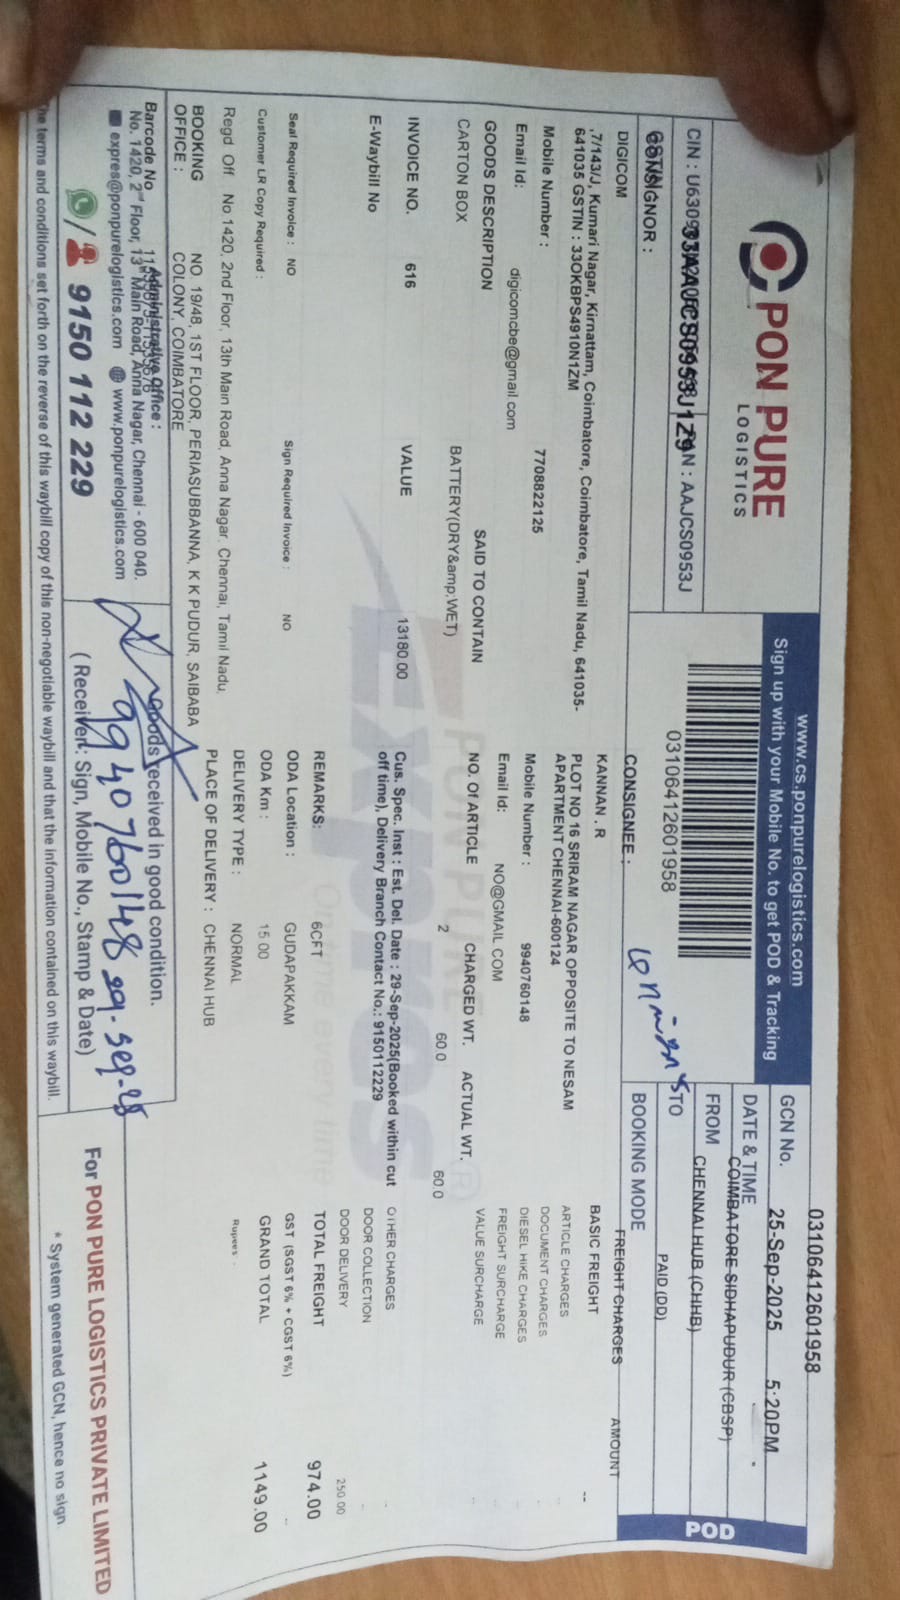 PON PURE
LOGISTICS
www.cs.ponpurelogistics.com
Sign up with your Mobile No. to get POD & Tracking
03106412601958
GCN No. 25-Sep-2025 5:20PM
DATE & TIME
COIMBATORE SIDHAPUDUR (CBSP)
FROM CHENNAI HUB (CHHB)
TO
PAID (DD)
BOOKING MODE
POD
CIN : U6309
33AAJCS0953J1Z9
PAN : AAJCS0953J
03106412601958
CONSIGNOR :
DIGICOM
,7/143/J, Kumari Nagar, Kirnattam, Coimbatore, Coimbatore, Tamil Nadu, 641035-
641035 GSTIN : 33OKBPS4910N1ZM
Mobile Number : 7708822125
Email Id: digicomcbe@gmail.com
CONSIGNEE :
KANNAN . R
PLOT NO 16 SRIRAM NAGAR OPPOSITE TO NESAM
APARTMENT CHENNAI-600124
Mobile Number : 9940760148
Email Id: NO@GMAIL.COM
GOODS DESCRIPTION SAID TO CONTAIN NO. Of ARTICLE CHARGED WT. ACTUAL WT.
CARTON BOX BATTERY(DRY&amp;WET) 2 60.0 60.0
INVOICE NO. 616 VALUE 13180.00
E-Waybill No
Cus. Spec. Inst : Est. Del. Date : 29-Sep-2025(Booked within cut
off time), Delivery Branch Contact No.: 9150112229
Seal Required Invoice : NO Sign Required Invoice : NO
Customer LR Copy Required :
REMARKS: 6CFT
ODA Location : GUDAPAKKAM
ODA Km : 15.00
DELIVERY TYPE : NORMAL
PLACE OF DELIVERY : CHENNAI HUB
Regd Off No 1420, 2nd Floor, 13th Main Road, Anna Nagar, Chennai, Tamil Nadu,
BOOKING OFFICE : NO. 19/48, 1ST FLOOR, PERIASUBBANNA, K K PUDUR, SAIBABA
COLONY, COIMBATORE
FREIGHT CHARGES AMOUNT
BASIC FREIGHT --
ARTICLE CHARGES
DOCUMENT CHARGES
DIESEL HIKE CHARGES
FREIGHT SURCHARGE
VALUE SURCHARGE
OTHER CHARGES
DOOR COLLECTION
DOOR DELIVERY 250.00
TOTAL FREIGHT 974.00
GST (SGST 6% + CGST 6%)
GRAND TOTAL 1149.00
Rupees .
PON PURE
EXPRESS
On time every time
Barcode No
Administrative Office :
No. 1420, 2nd Floor, 13th Main Road, Anna Nagar, Chennai - 600 040.
expres@ponpurelogistics.com www.ponpurelogistics.com
9150 112 229
Goods received in good condition.
9940760148 29-Sep-25
( Receiver: Sign, Mobile No., Stamp & Date)
For PON PURE LOGISTICS PRIVATE LIMITED
he terms and conditions set forth on the reverse of this waybill copy of this non-negotiable waybill and that the information contained on this waybill.
* System generated GCN, hence no sign.